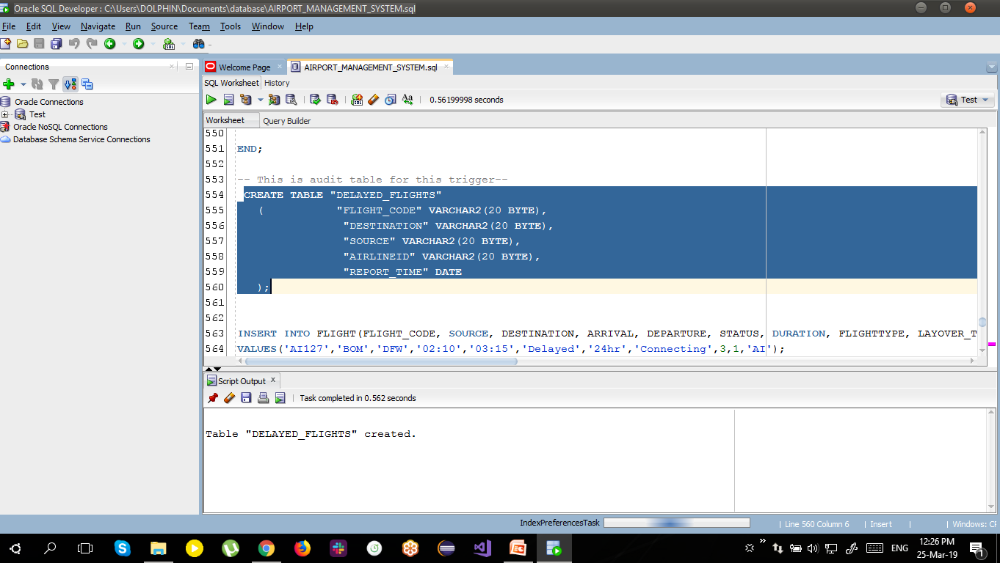 Oracle SQL Developer : C:\Users\DOLPHIN\Documents\database\AIRPORT_MANAGEMENT_SYSTEM.sql
File Edit View Navigate Run Source Team Tools Window Help
Connections
Oracle Connections
Test
Oracle NoSQL Connections
Database Schema Service Connections
Welcome Page
AIRPORT_MANAGEMENT_SYSTEM.sql
SQL Worksheet History
0.56199998 seconds
Test
Worksheet Query Builder
550
551 END;
552
553 -- This is audit table for this trigger--
554 CREATE TABLE "DELAYED_FLIGHTS"
555 ( "FLIGHT_CODE" VARCHAR2(20 BYTE),
556 "DESTINATION" VARCHAR2(20 BYTE),
557 "SOURCE" VARCHAR2(20 BYTE),
558 "AIRLINEID" VARCHAR2(20 BYTE),
559 "REPORT_TIME" DATE
560 );
561
562
563 INSERT INTO FLIGHT(FLIGHT_CODE, SOURCE, DESTINATION, ARRIVAL, DEPARTURE, STATUS, DURATION, FLIGHTTYPE, LAYOVER_T
564 VALUES('AI127','BOM','DFW','02:10','03:15','Delayed','24hr','Connecting',3,1,'AI');
Script Output
Task completed in 0.562 seconds
Table "DELAYED_FLIGHTS" created.
IndexPreferencesTask
Line 560 Column 6
Insert
Windows: CR
ENG
12:26 PM
25-Mar-19
1